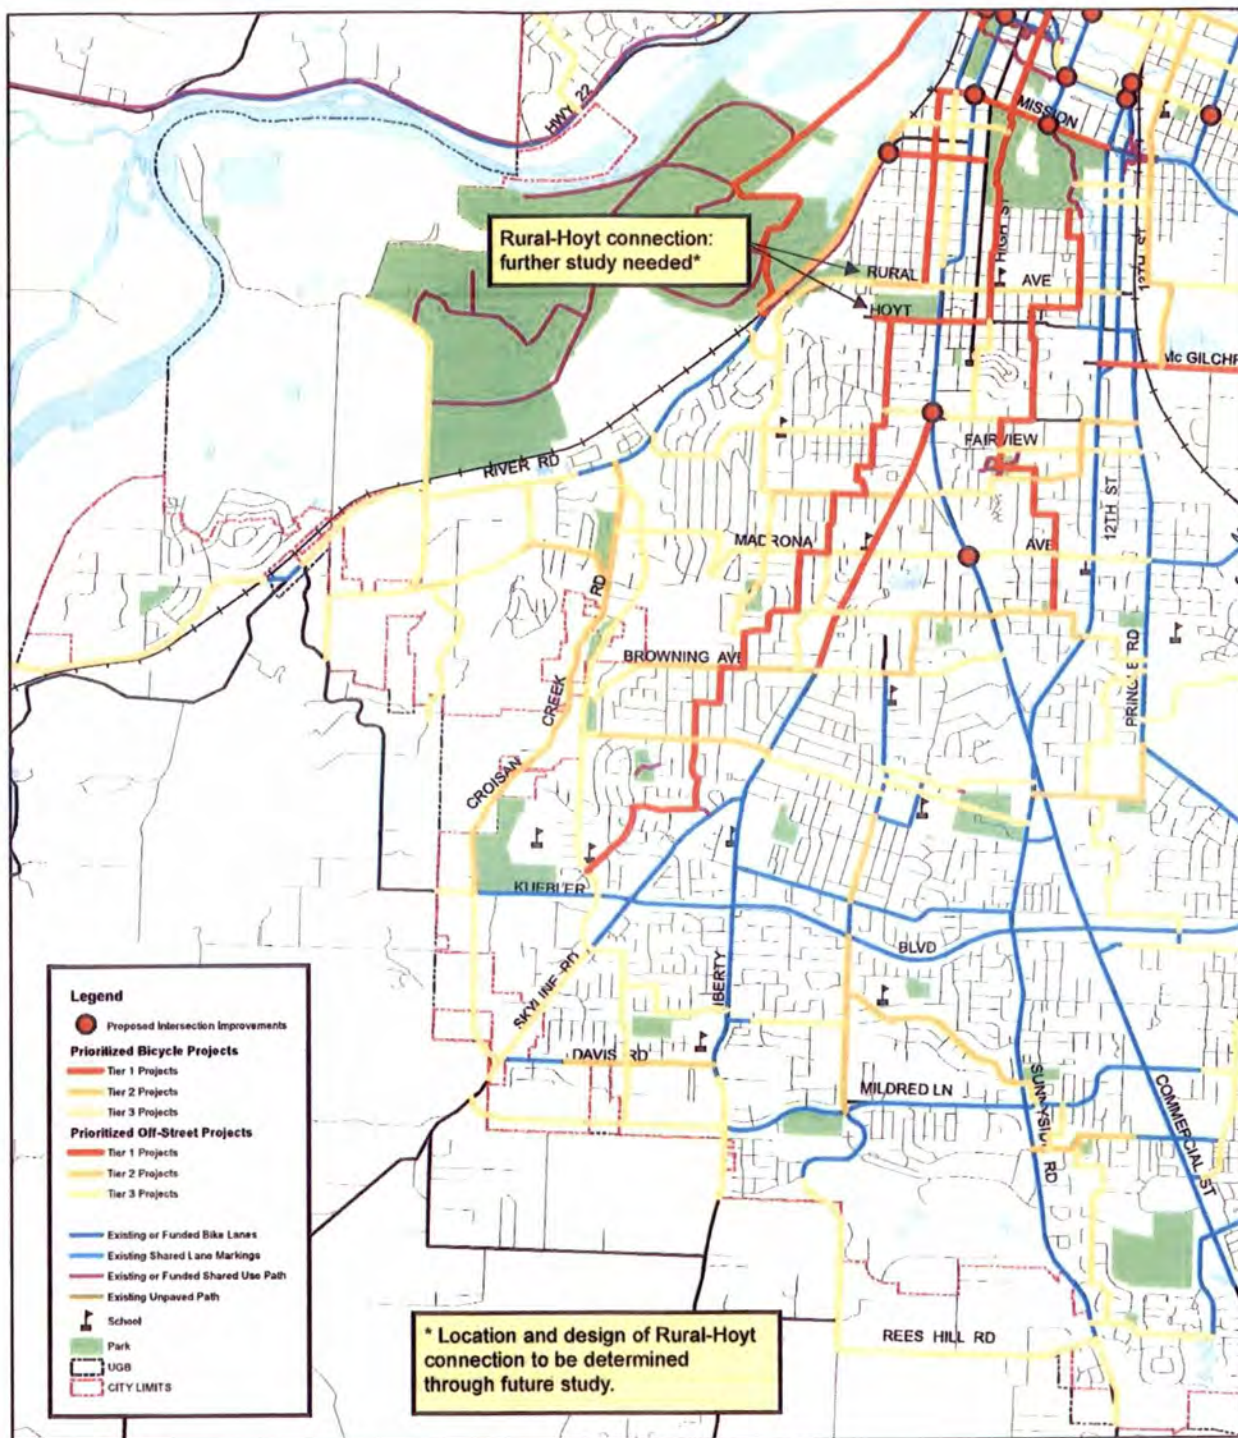 HWY 22
MISSION
Rural-Hoyt connection:
further study needed*
HIGH ST
RURAL
AVE
HOYT
Mc GILCHR
FAIRVIEW
RIVER RD
12TH ST
MADRONA
AVE
RD
BROWNING AVE
CREEK
CROISAN
PRINGLE RD
KUEBLER
BLVD
SKYLINE RD
LIBERTY
DAVIS RD
MILDRED LN
SUNNYSIDE RD
COMMERCIAL ST
REES HILL RD
Legend
Proposed Intersection Improvements
Prioritized Bicycle Projects
Tier 1 Projects
Tier 2 Projects
Tier 3 Projects
Prioritized Off-Street Projects
Tier 1 Projects
Tier 2 Projects
Tier 3 Projects
Existing or Funded Bike Lanes
Existing Shared Lane Markings
Existing or Funded Shared Use Path
Existing Unpaved Path
School
Park
UGB
CITY LIMITS
* Location and design of Rural-Hoyt
connection to be determined
through future study.